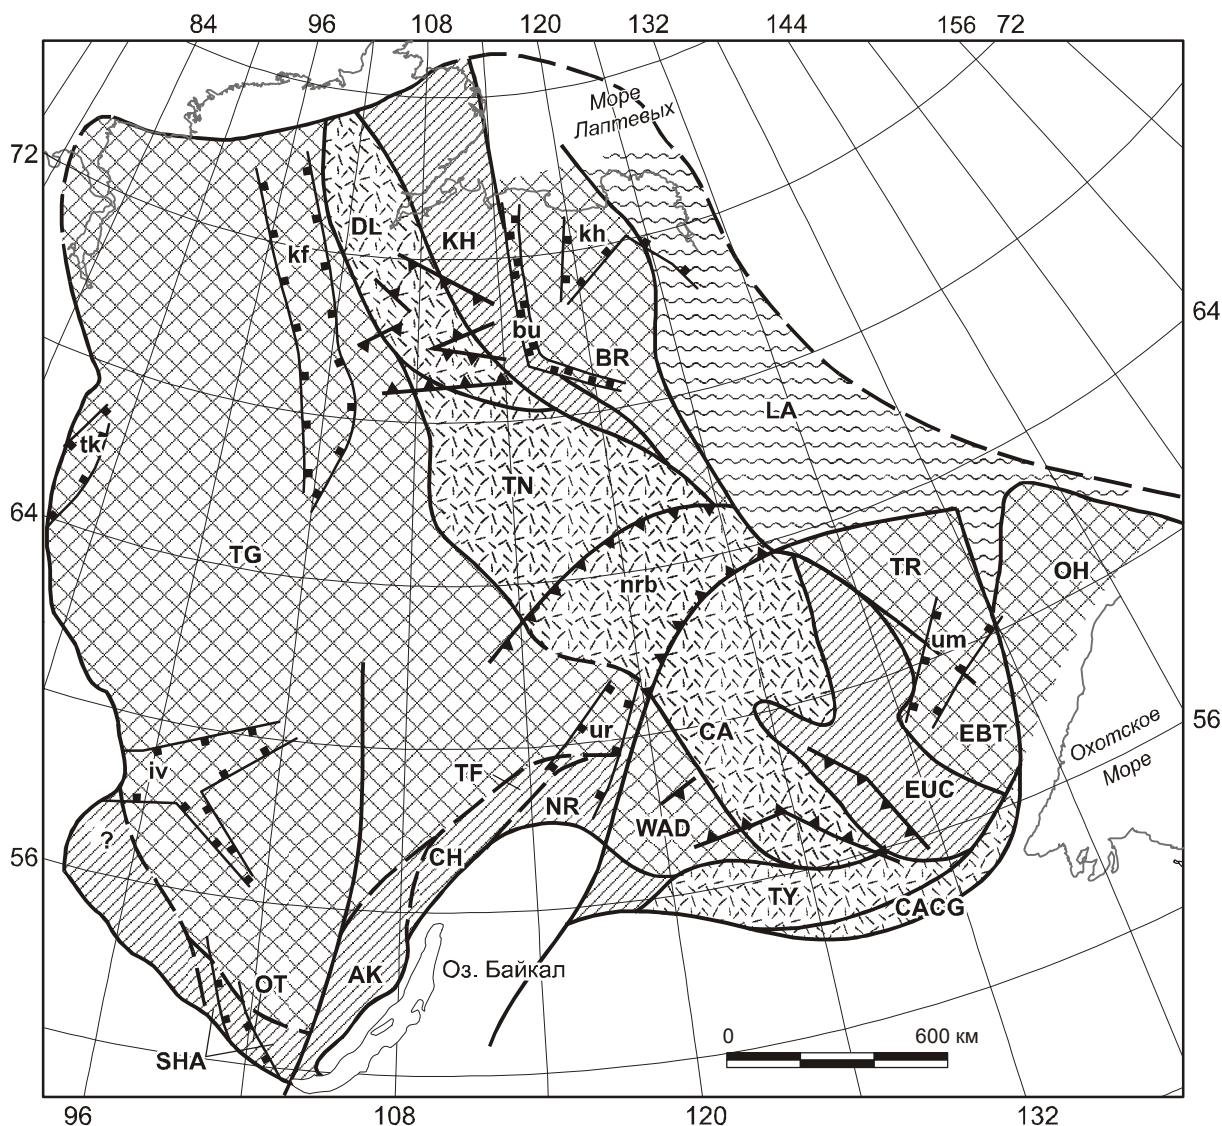 84 96 108 120 132 144 156 72
Море
Лаптевых
72
DL
KH
kh
kf
64
bu
BR
LA
tk
TN
64
TG
TR
OH
nrb
um
56
Охотское
Море
ur
CA
EBT
iv
TF
EUC
NR
WAD
?
56
CH
TY
CACG
Оз. Байкал
OT
AK
0 600 км
SHA
96 108 120 132